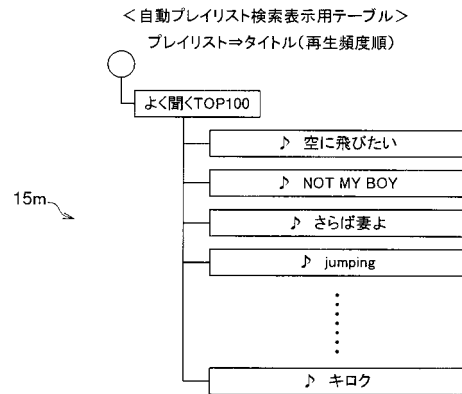 ＜自動プレイリスト検索表示用テーブル＞
プレイリスト⇒タイトル（再生頻度順）
よく聞くTOP100
♪ 空に飛びたい
♪ NOT MY BOY
15m
♪ さらば妻よ
♪ jumping
♪ キロク